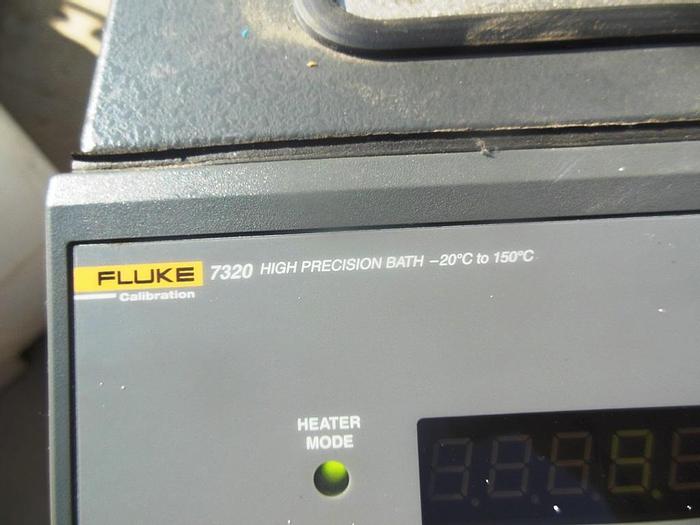 FLUKE 7320 HIGH PRECISION BATH –20°C to 150°C
Calibration
HEATER
MODE